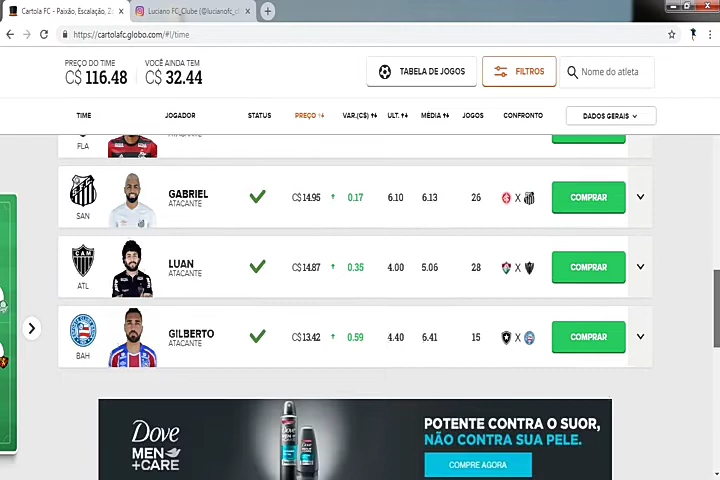 Cartola FC - Paixão, Escalação, Z
Luciano FC_Clube (@lucianofc_cl
https://cartolafc.globo.com/#!/time
PREÇO DO TIME
C$ 116.48
VOCÊ AINDA TEM
C$ 32.44
TABELA DE JOGOS
FILTROS
Nome do atleta
TIME JOGADOR STATUS PREÇO VAR.(C$) ULT. MÉDIA JOGOS CONFRONTO DADOS GERAIS
FLA ATACANTE
SAN GABRIEL
ATACANTE
C$ 14.95 0.17 6.10 6.13 26 X COMPRAR
ATL LUAN
ATACANTE
C$ 14.87 0.35 4.00 5.06 28 X COMPRAR
BAH GILBERTO
ATACANTE
C$ 13.42 0.59 4.40 6.41 15 X COMPRAR
Dove
MEN
+CARE
POTENTE CONTRA O SUOR,
NÃO CONTRA SUA PELE.
COMPRE AGORA